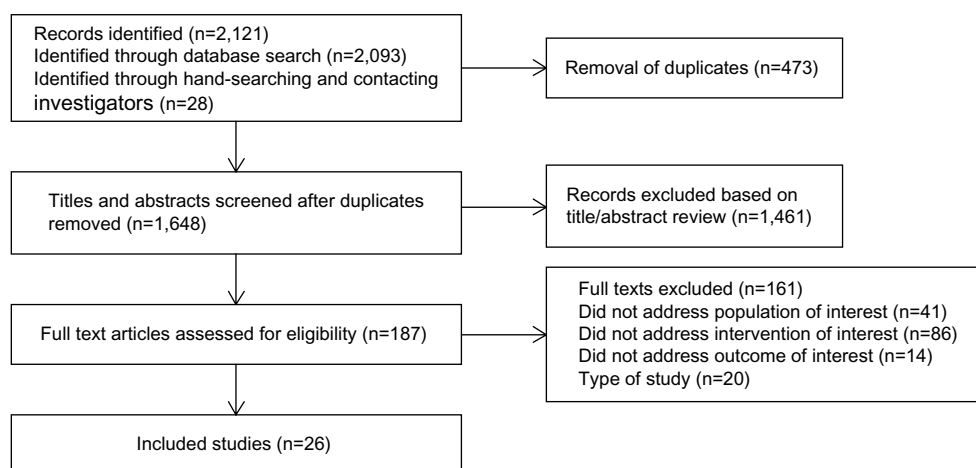 Records identified (n=2,121)
Identified through database search (n=2,093)
Identified through hand-searching and contacting
investigators (n=28)
Removal of duplicates (n=473)
Titles and abstracts screened after duplicates
removed (n=1,648)
Records excluded based on
title/abstract review (n=1,461)
Full text articles assessed for eligibility (n=187)
Full texts excluded (n=161)
Did not address population of interest (n=41)
Did not address intervention of interest (n=86)
Did not address outcome of interest (n=14)
Type of study (n=20)
Included studies (n=26)